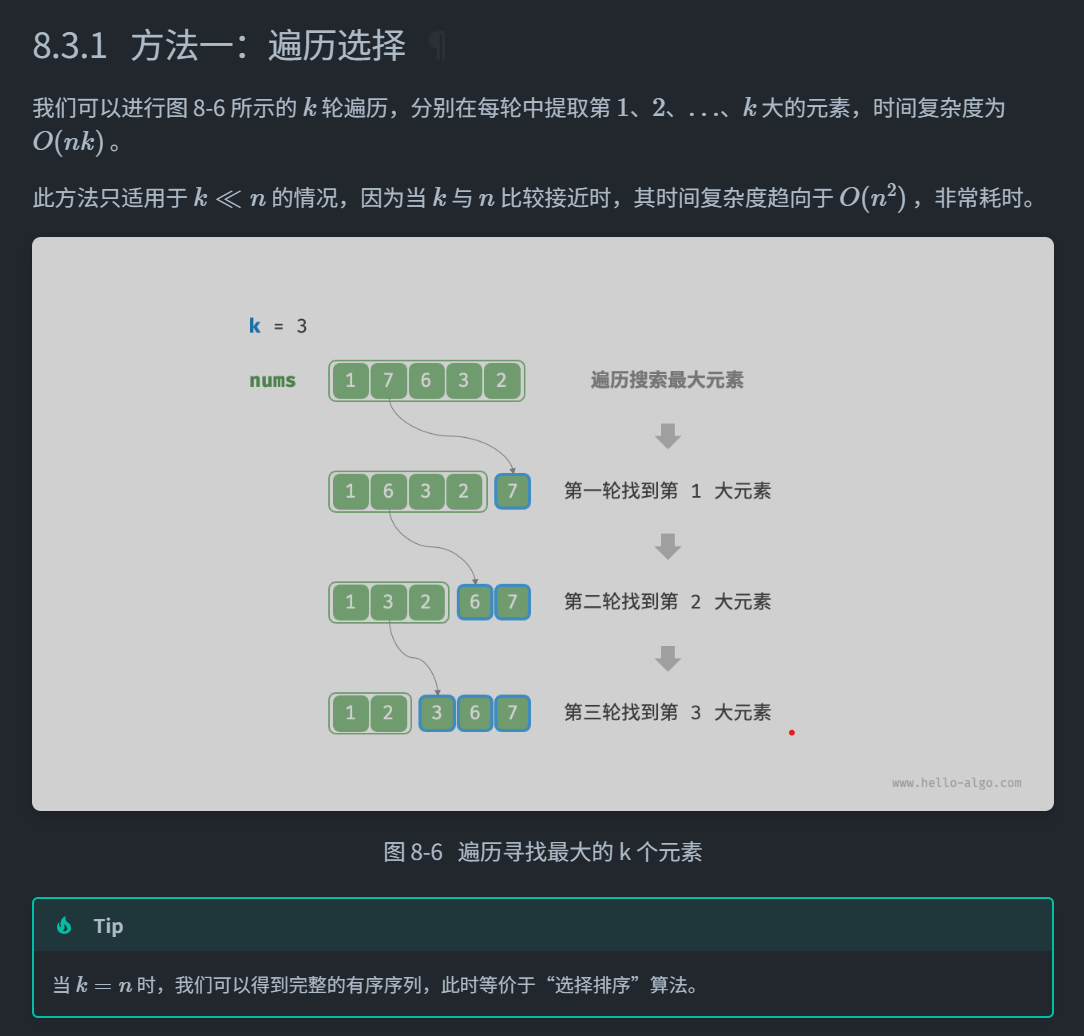 8.3.1 方法一：遍历选择 ¶
我们可以进行图 8-6 所示的 k 轮遍历，分别在每轮中提取第 1、2、…、k 大的元素，时间复杂度为
O(nk) 。
此方法只适用于 k ≪ n 的情况，因为当 k 与 n 比较接近时，其时间复杂度趋向于 O(n²) ，非常耗时。
k = 3
nums 1 7 6 3 2 遍历搜索最大元素
1 6 3 2 7 第一轮找到第 1 大元素
1 3 2 6 7 第二轮找到第 2 大元素
1 2 3 6 7 第三轮找到第 3 大元素
www.hello-algo.com
图 8-6 遍历寻找最大的 k 个元素
Tip
当 k = n 时，我们可以得到完整的有序序列，此时等价于“选择排序”算法。